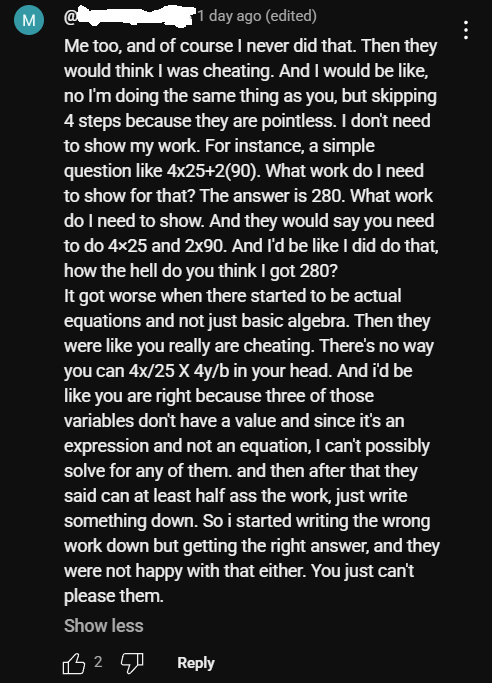 M
@
1 day ago (edited)
Me too, and of course I never did that. Then they
would think I was cheating. And I would be like,
no I'm doing the same thing as you, but skipping
4 steps because they are pointless. I don't need
to show my work. For instance, a simple
question like 4x25+2(90). What work do I need
to show for that? The answer is 280. What work
do I need to show. And they would say you need
to do 4×25 and 2x90. And I'd be like I did do that,
how the hell do you think I got 280?
It got worse when there started to be actual
equations and not just basic algebra. Then they
were like you really are cheating. There's no way
you can 4x/25 X 4y/b in your head. And i'd be
like you are right because three of those
variables don't have a value and since it's an
expression and not an equation, I can't possibly
solve for any of them. and then after that they
said can at least half ass the work, just write
something down. So i started writing the wrong
work down but getting the right answer, and they
were not happy with that either. You just can't
please them.
Show less
2
Reply